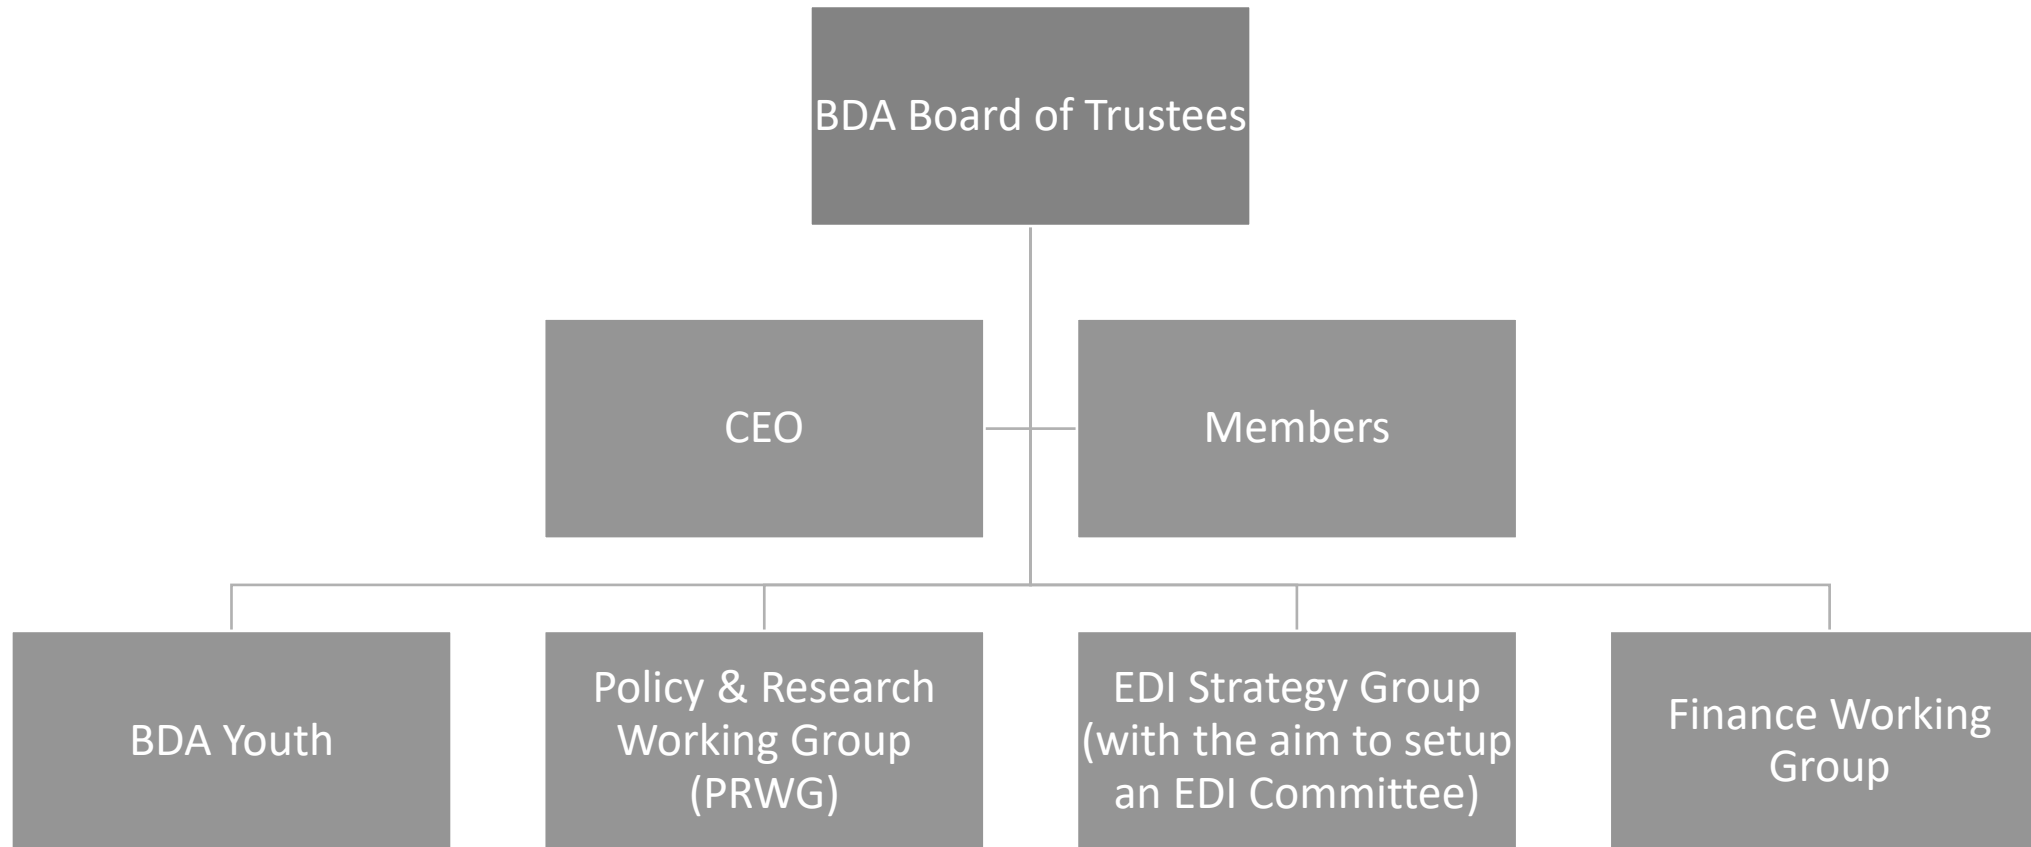 BDA Board of Trustees
CEO
Members
BDA Youth
Policy & Research
Working Group
(PRWG)
EDI Strategy Group
(with the aim to setup
an EDI Committee)
Finance Working
Group